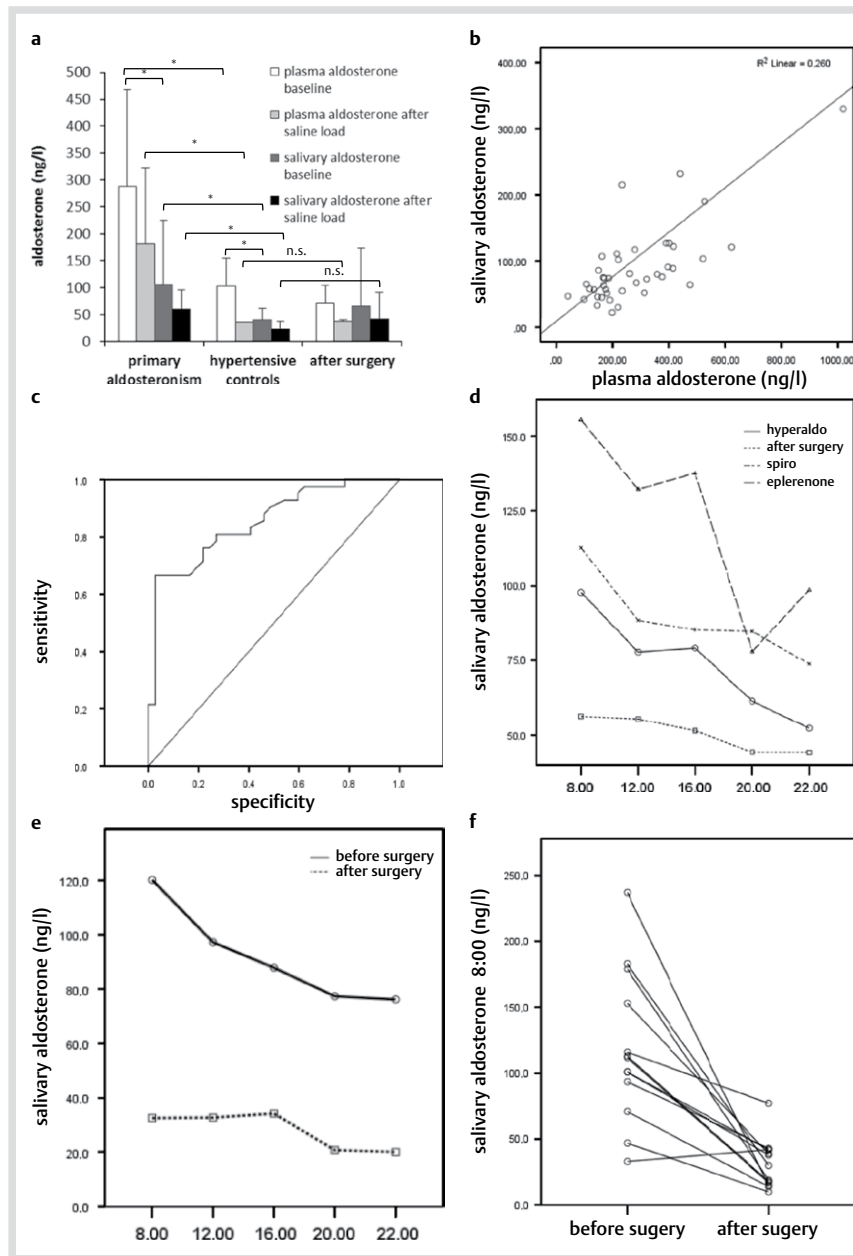 a
aldosterone (ng/l)
500
450
400
350
300
250
200
150
100
50
0
*
*
*
*
*
*
n.s.
n.s.
plasma aldosterone
baseline
plasma aldosterone after
saline load
salivary aldosterone
baseline
salivary aldosterone after
saline load
primary
aldosteronism
hypertensive
controls
after surgery
b
salivary aldosterone (ng/l)
400.00
300.00
200.00
100.00
.00
R² Linear = 0.260
.00 200.00 400.00 600.00 800.00 1000.00
plasma aldosterone (ng/l)
c
sensitivity
1.0
0.8
0.6
0.4
0.2
0.0
0.0 0.2 0.4 0.6 0.8 1.0
specificity
d
salivary aldosterone (ng/l)
150.0
125.0
100.0
75.0
50.0
hyperaldo
after surgery
spiro
eplerenone
8.00 12.00 16.00 20.00 22.00
e
salivary aldosterone (ng/l)
120.0
100.0
80.0
60.0
40.0
20.0
0.0
before surgery
after surgery
8.00 12.00 16.00 20.00 22.00
f
salivary aldosterone 8:00 (ng/l)
250.0
200.0
150.0
100.0
50.0
0.0
before sugery after sugery